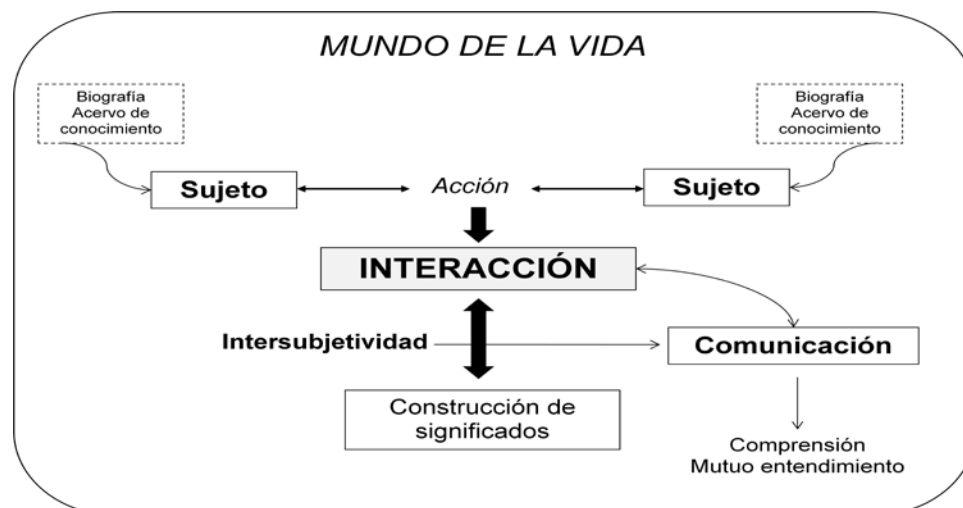 MUNDO DE LA VIDA
Biografía
Acervo de
conocimiento
Biografía
Acervo de
conocimiento
Sujeto
Acción
Sujeto
INTERACCIÓN
Intersubjetividad
Comunicación
Construcción de
significados
Comprensión
Mutuo entendimiento